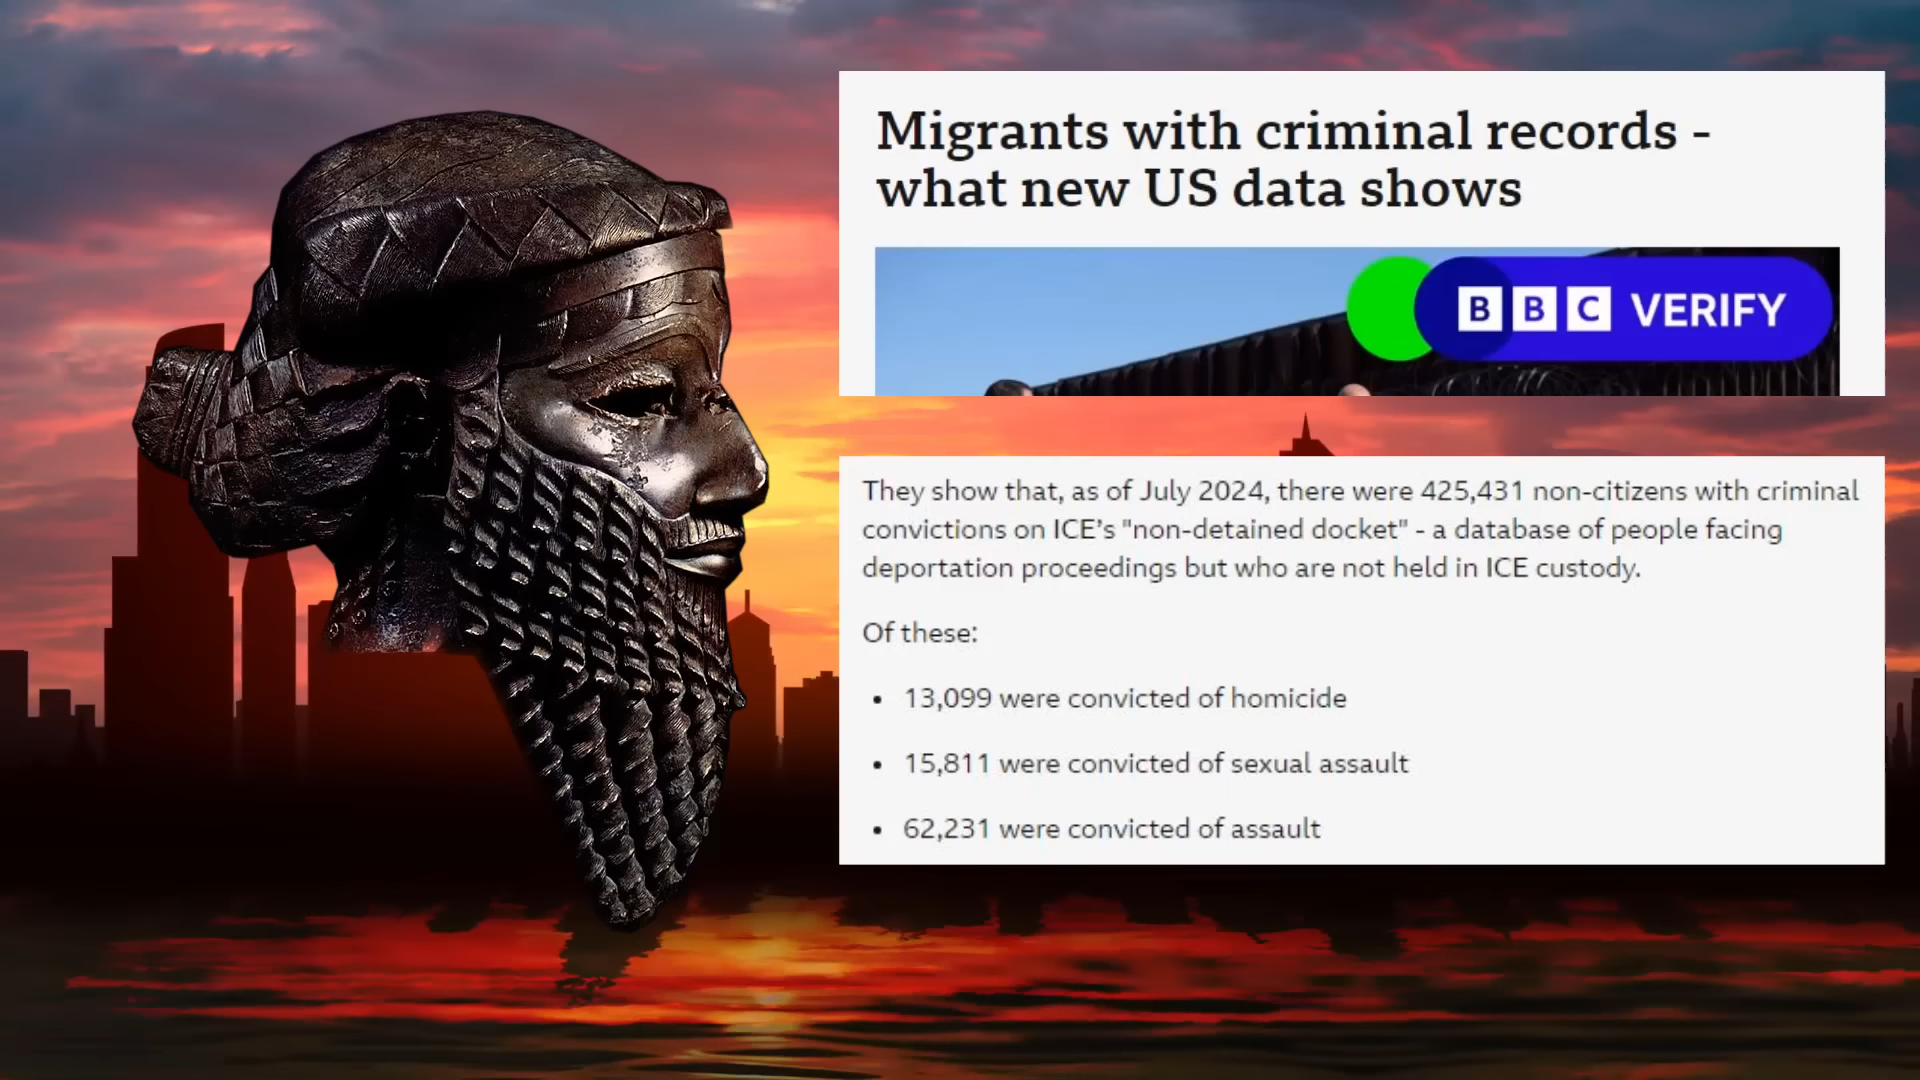 Migrants with criminal records -
what new US data shows
BBC VERIFY
They show that, as of July 2024, there were 425,431 non-citizens with criminal
convictions on ICE’s "non-detained docket" - a database of people facing
deportation proceedings but who are not held in ICE custody.
Of these:
• 13,099 were convicted of homicide
• 15,811 were convicted of sexual assault
• 62,231 were convicted of assault